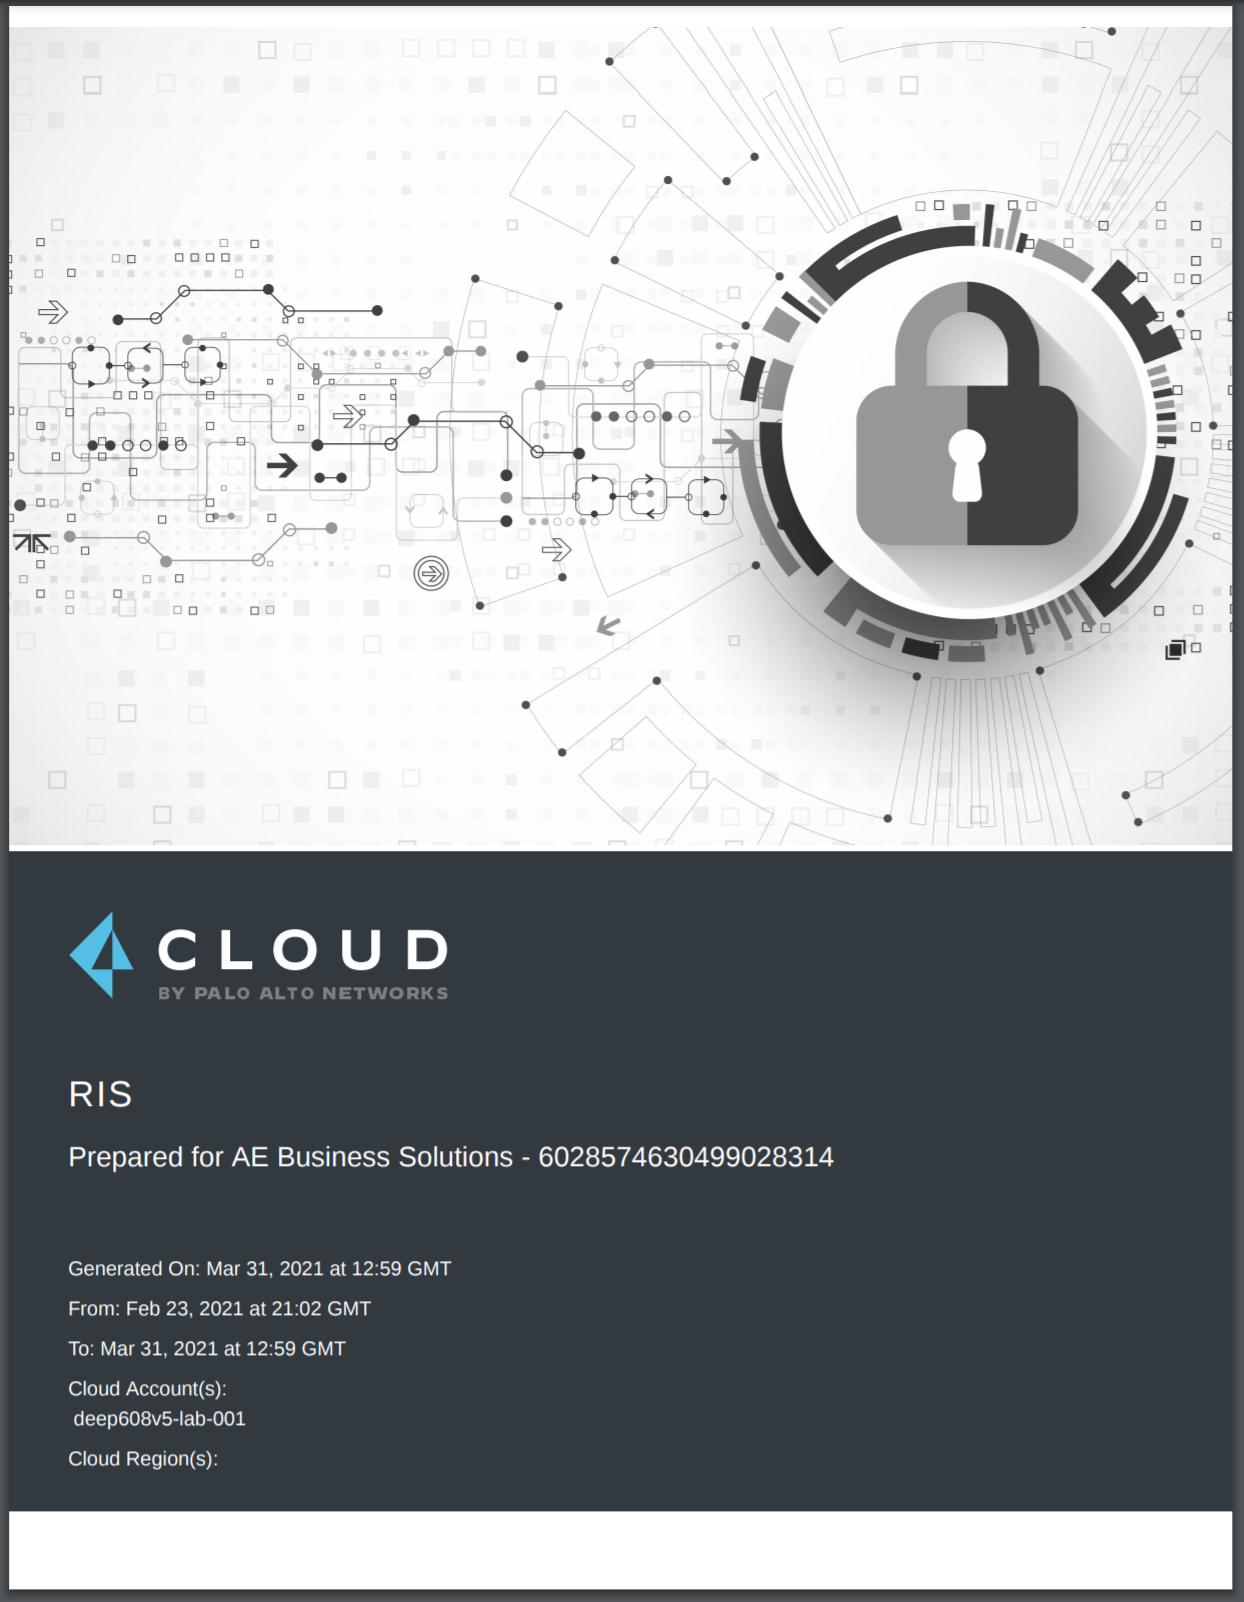 CLOUD
BY PALO ALTO NETWORKS
RIS
Prepared for AE Business Solutions - 6028574630499028314
Generated On: Mar 31, 2021 at 12:59 GMT
From: Feb 23, 2021 at 21:02 GMT
To: Mar 31, 2021 at 12:59 GMT
Cloud Account(s):
deep608v5-lab-001
Cloud Region(s):